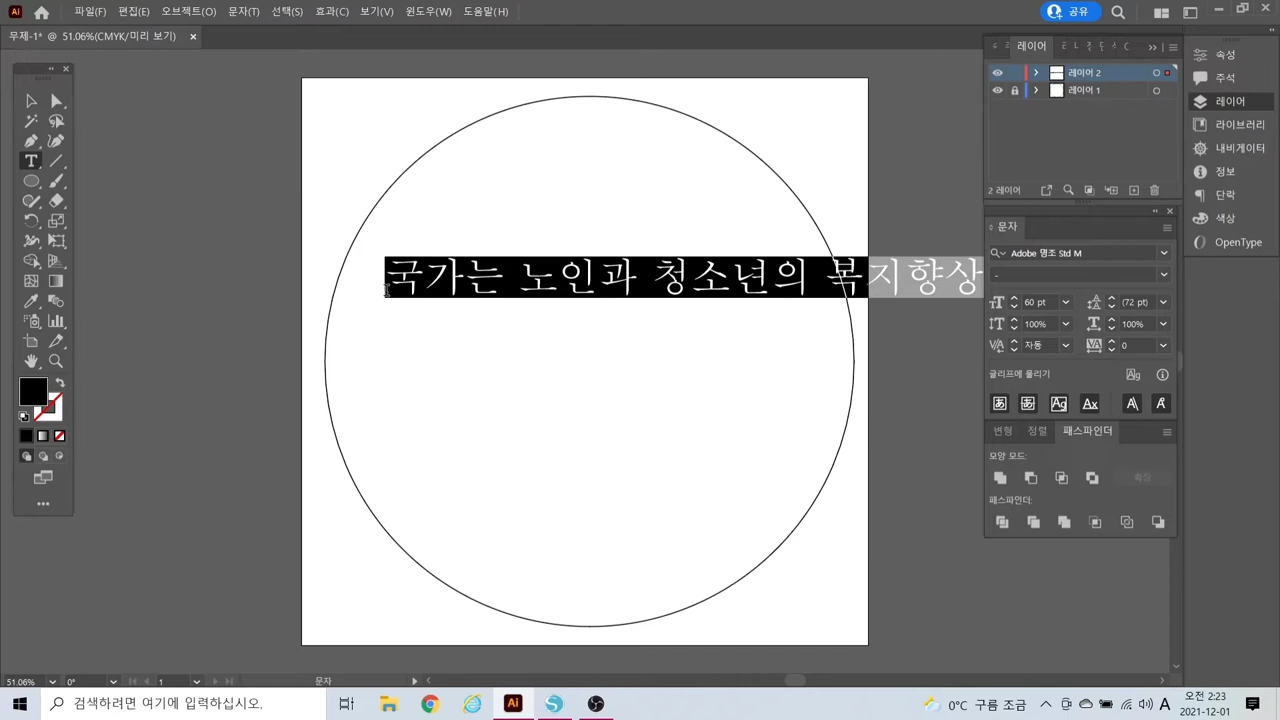 Ai 파일(F) 편집(E) 오브젝트(O) 문자(T) 선택(S) 효과(C) 보기(V) 윈도우(W) 도움말(H) 공유
무제-1* @ 51.06%(CMYK/미리 보기) ×
레이어
레이어 2
레이어 1
2 레이어
속성
주석
레이어
라이브러리
내비게이터
정보
단락
색상
OpenType
국가는 노인과 청소년의 복지향상
문자
Adobe 명조 Std M
-
60 pt (72 pt)
100% 100%
자동 0
글리프에 물리기
변형 정렬 패스파인더
모양 모드:
확장
패스파인더:
51.06% 0° 1 문자
검색하려면 여기에 입력하십시오.
0°C 구름 조금
A
오전 2:23
2021-12-01